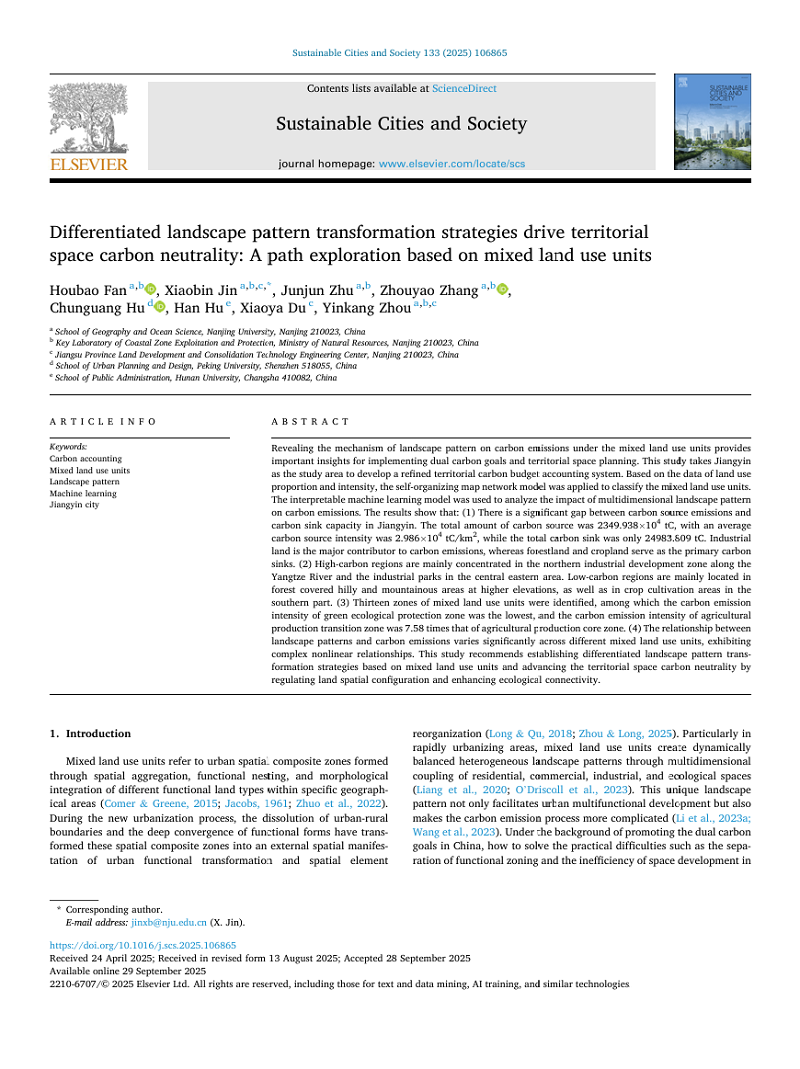 Sustainable Cities and Society 133 (2025) 106865
Contents lists available at ScienceDirect
Sustainable Cities and Society
journal homepage: www.elsevier.com/locate/scs
ELSEVIER
SUSTAINABLE
CITIES AND
SOCIETY
Differentiated landscape pattern transformation strategies drive territorial
space carbon neutrality: A path exploration based on mixed land use units
Houbao Fan a,b, Xiaobin Jin a,b,c,*, Junjun Zhu a,b, Zhouyao Zhang a,b,
Chunguang Hu d, Han Hu e, Xiaoya Du c, Yinkang Zhou a,b,c
a School of Geography and Ocean Science, Nanjing University, Nanjing 210023, China
b Key Laboratory of Coastal Zone Exploitation and Protection, Ministry of Natural Resources, Nanjing 210023, China
c Jiangsu Province Land Development and Consolidation Technology Engineering Center, Nanjing 210023, China
d School of Urban Planning and Design, Peking University, Shenzhen 518055, China
e School of Public Administration, Hunan University, Changsha 410082, China
ARTICLE INFO
Keywords:
Carbon accounting
Mixed land use units
Landscape pattern
Machine learning
Jiangyin city
ABSTRACT
Revealing the mechanism of landscape pattern on carbon emissions under the mixed land use units provides
important insights for implementing dual carbon goals and territorial space planning. This study takes Jiangyin
as the study area to develop a refined territorial carbon budget accounting system. Based on the data of land use
proportion and intensity, the self-organizing map network model was applied to classify the mixed land use units.
The interpretable machine learning model was used to analyze the impact of multidimensional landscape pattern
on carbon emissions. The results show that: (1) There is a significant gap between carbon source emissions and
carbon sink capacity in Jiangyin. The total amount of carbon source was 2349.938×10⁴ tC, with an average
carbon source intensity was 2.986×10⁴ tC/km², while the total carbon sink was only 24983.809 tC. Industrial
land is the major contributor to carbon emissions, whereas forestland and cropland serve as the primary carbon
sinks. (2) High-carbon regions are mainly concentrated in the northern industrial development zone along the
Yangtze River and the industrial parks in the central eastern area. Low-carbon regions are mainly located in
forest covered hilly and mountainous areas at higher elevations, as well as in crop cultivation areas in the
southern part. (3) Thirteen zones of mixed land use units were identified, among which the carbon emission
intensity of green ecological protection zone was the lowest, and the carbon emission intensity of agricultural
production transition zone was 7.58 times that of agricultural production core zone. (4) The relationship between
landscape patterns and carbon emissions varies significantly across different mixed land use units, exhibiting
complex nonlinear relationships. This study recommends establishing differentiated landscape pattern trans-
formation strategies based on mixed land use units and advancing the territorial space carbon neutrality by
regulating land spatial configuration and enhancing ecological connectivity.
1. Introduction
Mixed land use units refer to urban spatial composite zones formed
through spatial aggregation, functional nesting, and morphological
integration of different functional land types within specific geograph-
ical areas (Comer & Greene, 2015; Jacobs, 1961; Zhuo et al., 2022).
During the new urbanization process, the dissolution of urban-rural
boundaries and the deep convergence of functional forms have trans-
formed these spatial composite zones into an external spatial manifes-
tation of urban functional transformation and spatial element
reorganization (Long & Qu, 2018; Zhou & Long, 2025). Particularly in
rapidly urbanizing areas, mixed land use units create dynamically
balanced heterogeneous landscape patterns through multidimensional
coupling of residential, commercial, industrial, and ecological spaces
(Liang et al., 2020; O'Driscoll et al., 2023). This unique landscape
pattern not only facilitates urban multifunctional development but also
makes the carbon emission process more complicated (Li et al., 2023a;
Wang et al., 2023). Under the background of promoting the dual carbon
goals in China, how to solve the practical difficulties such as the sepa-
ration of functional zoning and the inefficiency of space development in
* Corresponding author.
E-mail address: jinxb@nju.edu.cn (X. Jin).
https://doi.org/10.1016/j.scs.2025.106865
Received 24 April 2025; Received in revised form 13 August 2025; Accepted 28 September 2025
Available online 29 September 2025
2210-6707/© 2025 Elsevier Ltd. All rights are reserved, including those for text and data mining, AI training, and similar technologies